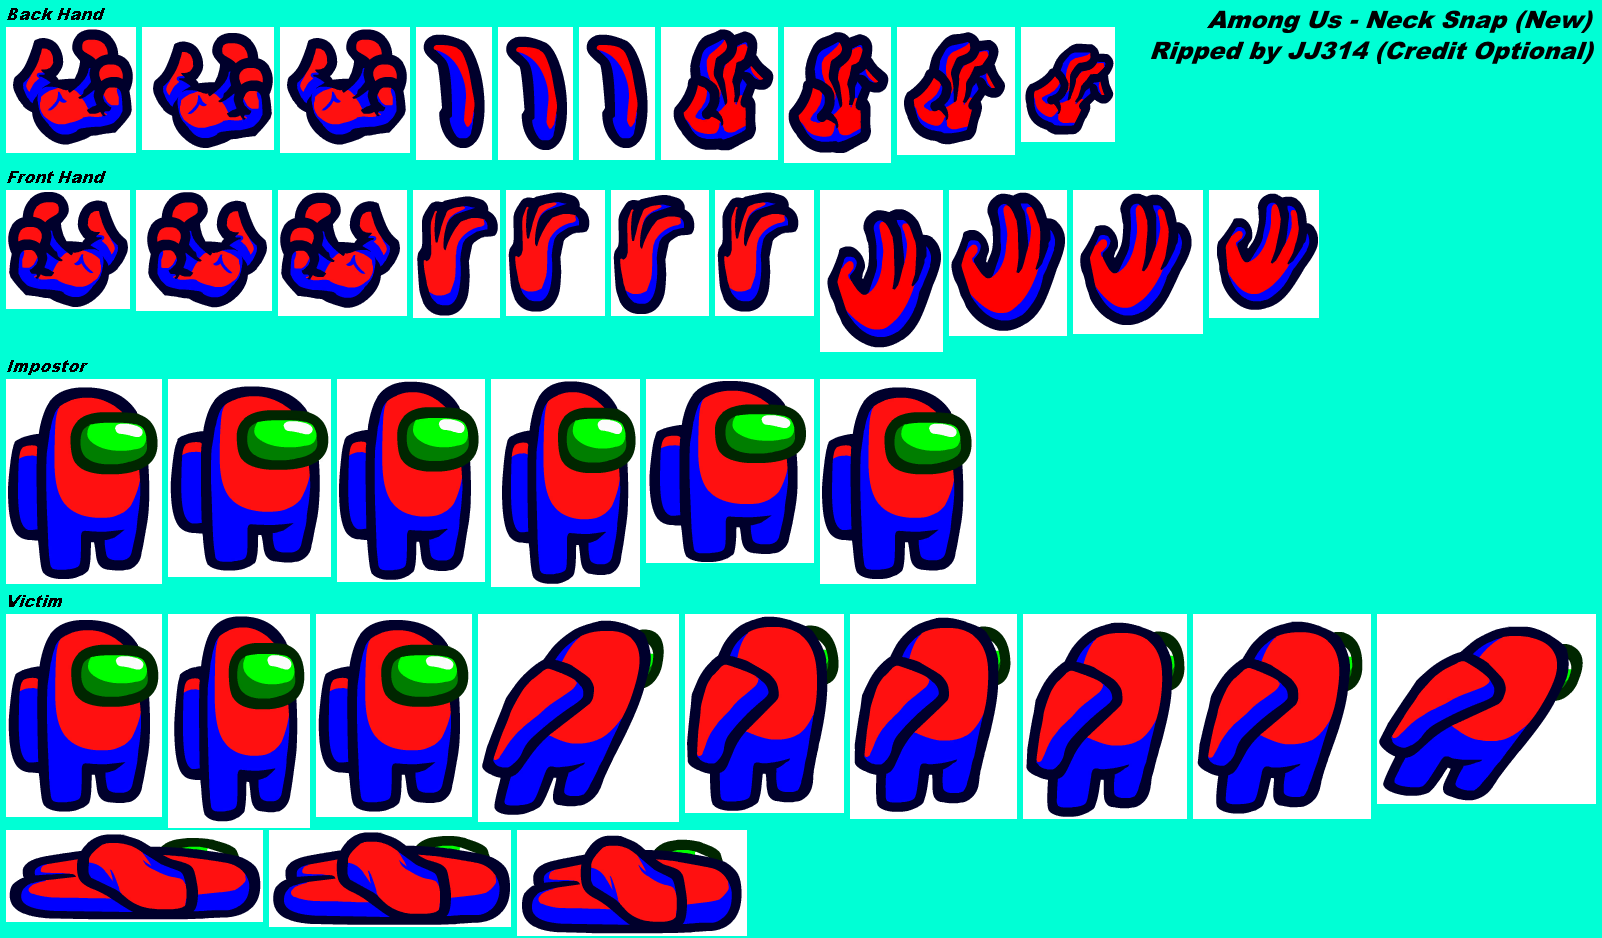 Back Hand
Among Us - Neck Snap (New)
Ripped by JJ314 (Credit Optional)
Front Hand
Impostor
Victim